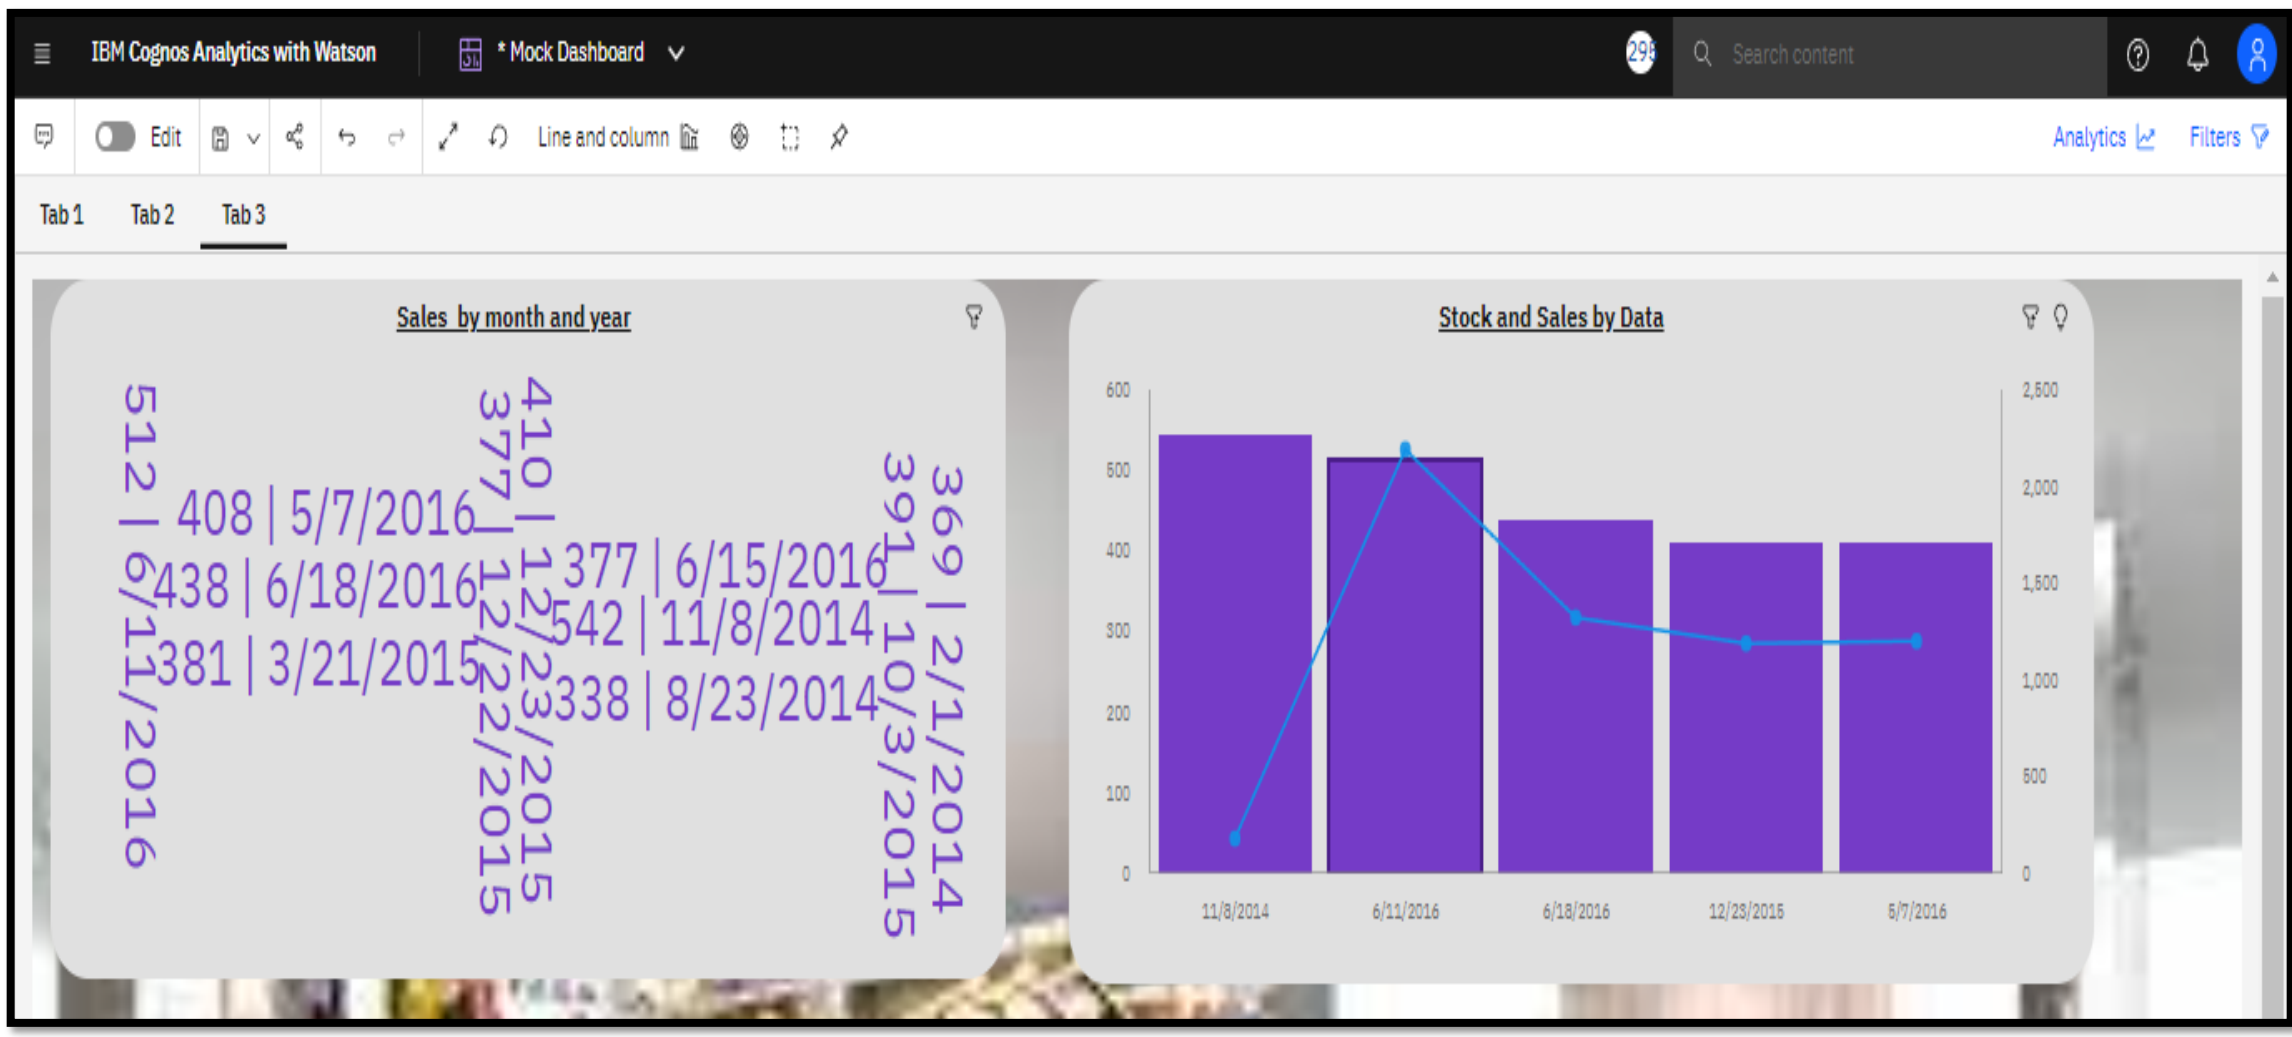 IBM Cognos Analytics with Watson
* Mock Dashboard
295
Search content
Edit
Line and column
Analytics
Filters
Tab 1
Tab 2
Tab 3
Sales by month and year
512 | 6/11/2016
408 | 5/7/2016
438 | 6/18/2016
381 | 3/21/2015
377 | 12/22/2015
410 | 12/23/2015
377 | 6/15/2016
542 | 11/8/2014
338 | 8/23/2014
391 | 10/3/2015
369 | 2/1/2014
Stock and Sales by Data
600
500
400
300
200
100
0
2,500
2,000
1,500
1,000
500
0
11/8/2014
6/11/2016
6/18/2016
12/23/2015
5/7/2016